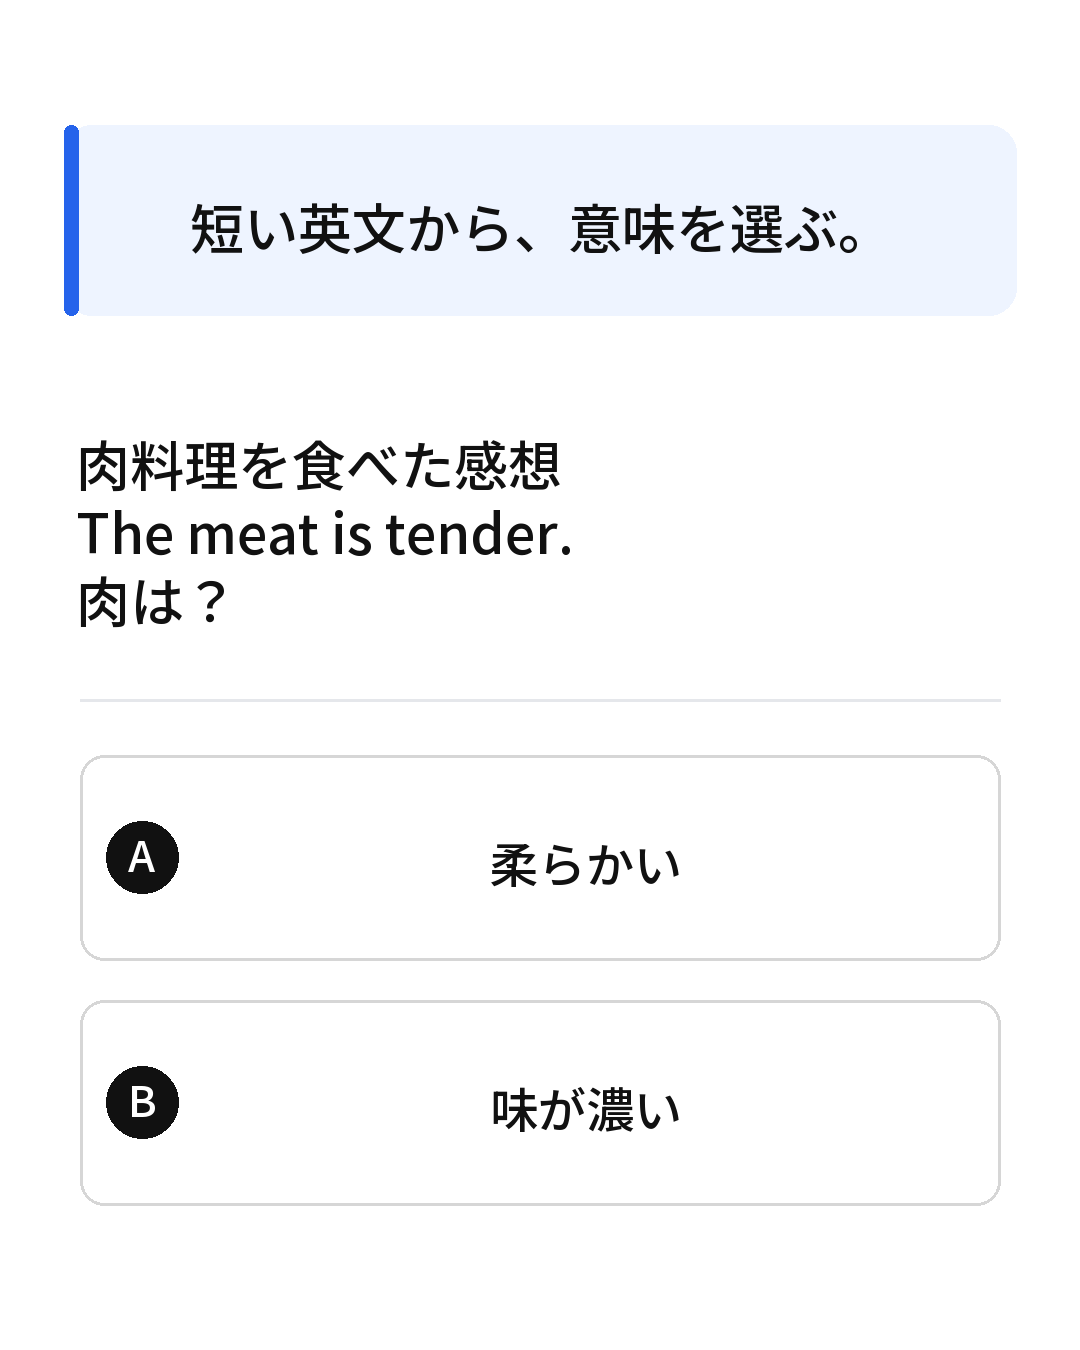 短い英文から、意味を選ぶ。
肉料理を食べた感想
The meat is tender.
肉は？
A 柔らかい
B 味が濃い